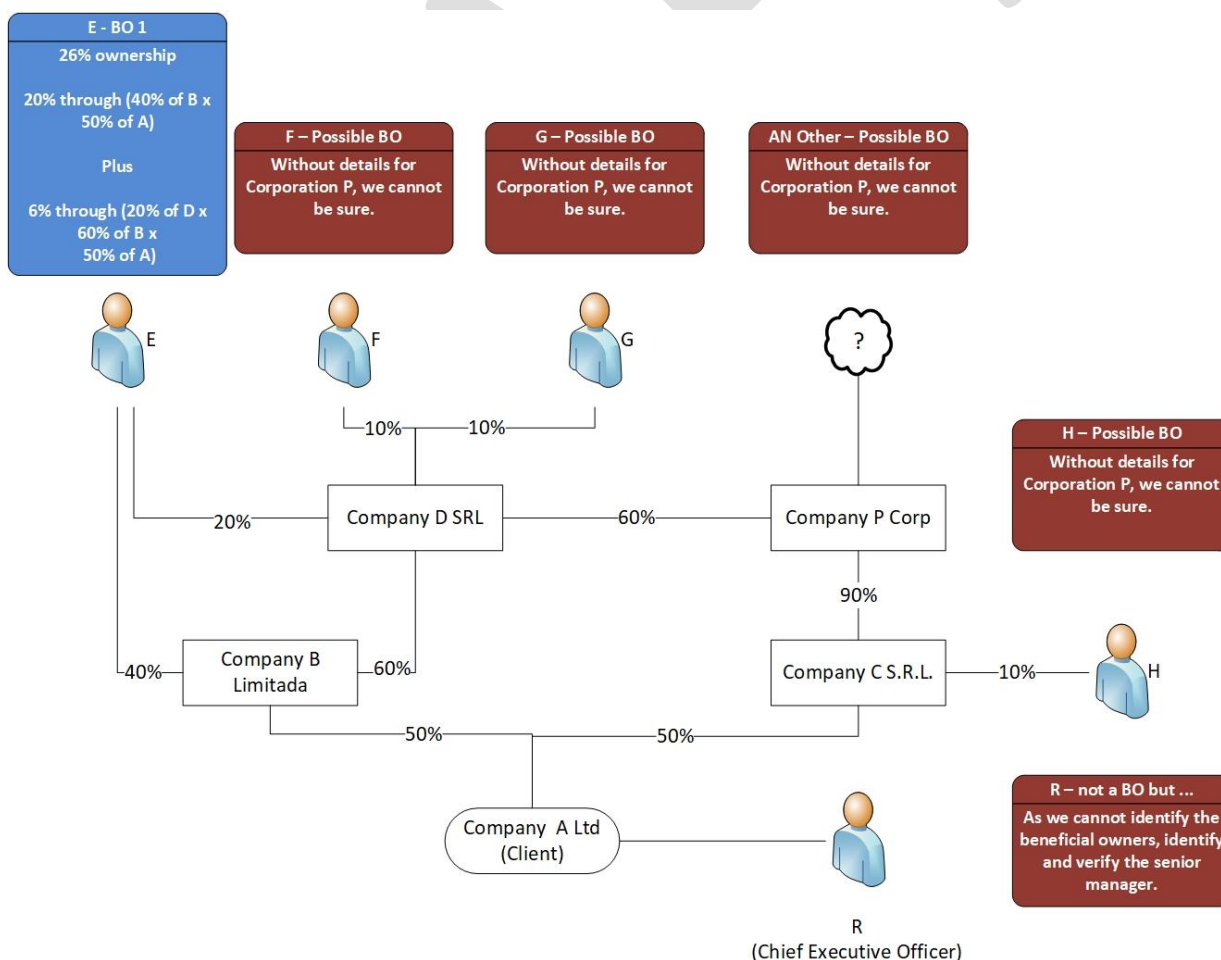 E - BO 1
26% ownership
20% through (40% of B x
50% of A)
Plus
6% through (20% of D x
60% of B x
50% of A)
F – Possible BO
Without details for
Corporation P, we cannot
be sure.
G – Possible BO
Without details for
Corporation P, we cannot
be sure.
AN Other – Possible BO
Without details for
Corporation P, we cannot
be sure.
E
F
G
?
10%
10%
H – Possible BO
Without details for
Corporation P, we cannot
be sure.
20%
Company D SRL
60%
Company P Corp
90%
40%
Company B
Limitada
60%
Company C S.R.L.
10%
H
50%
50%
Company A Ltd
(Client)
R – not a BO but ...
As we cannot identify the
beneficial owners, identify
and verify the senior
manager.
R
(Chief Executive Officer)